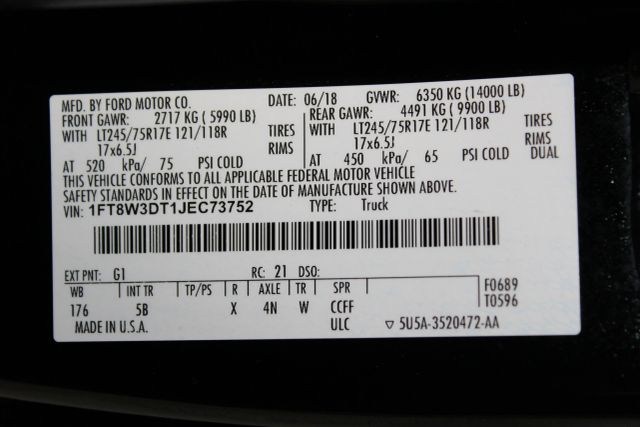 MFD. BY FORD MOTOR CO. DATE: 06/18 GVWR: 6350 KG (14000 LB)
FRONT GAWR: 2717 KG (5990 LB) REAR GAWR: 4491 KG (9900 LB)
WITH LT245/75R17E 121/118R TIRES WITH LT245/75R17E 121/118R TIRES
17x6.5J RIMS 17x6.5J RIMS
AT 520 kPa/ 75 PSI COLD AT 450 kPa/ 65 PSI COLD DUAL
THIS VEHICLE CONFORMS TO ALL APPLICABLE FEDERAL MOTOR VEHICLE
SAFETY STANDARDS IN EFFECT ON THE DATE OF MANUFACTURE SHOWN ABOVE.
VIN: 1FT8W3DT1JEC73752 TYPE: Truck
EXT PNT: G1 RC: 21 DSO: F0689
WB INT TR TP/PS R AXLE TR SPR T0596
176 5B X 4N W CCFF
MADE IN U.S.A. ULC ▽ 5U5A-3520472-AA